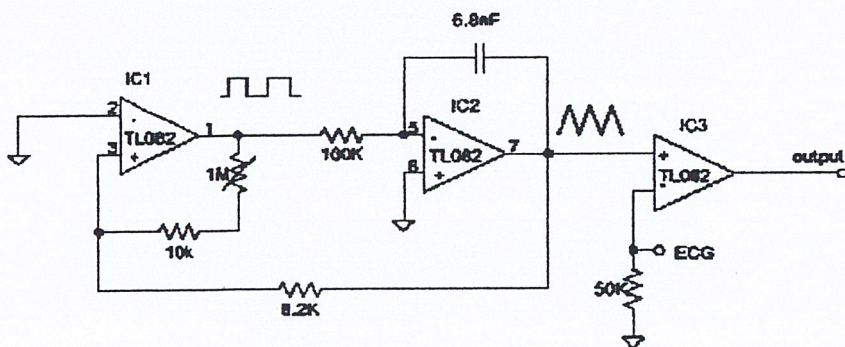 6.8nF
IC1
IC2
IC3
2
-
TL082
1
3
+
1M
10k
100K
5
-
TL082
7
6
+
8.2K
+
TL082
-
output
ECG
50K